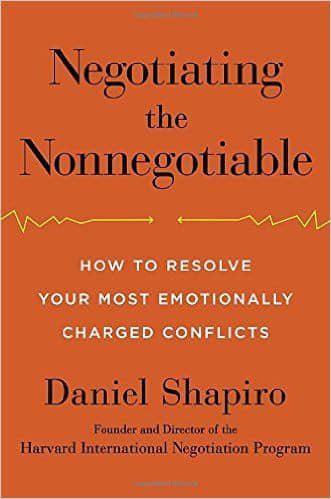 Negotiating
the
Nonnegotiable
HOW TO RESOLVE
YOUR MOST EMOTIONALLY
CHARGED CONFLICTS
Daniel Shapiro
Founder and Director of the
Harvard International Negotiation Program